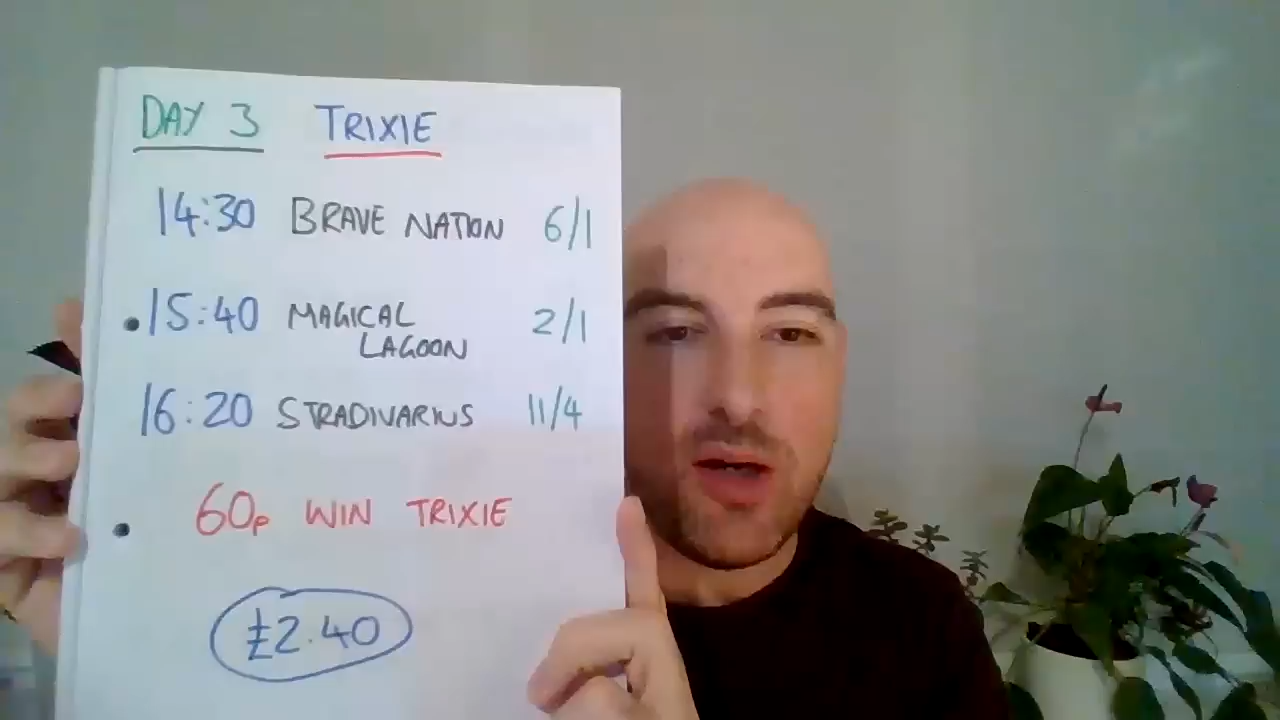 DAY 3 TRIXIE
14:30 BRAVE NATION 6/1
15:40 MAGICAL 2/1
LAGOON
16:20 STRADIVARIUS 11/4
60p WIN TRIXIE
£2.40